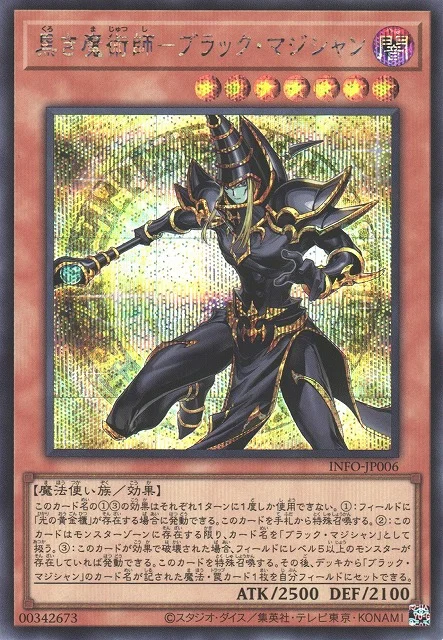 黒き魔術師－ブラック・マジシャン
闇
INFO-JP006
【魔法使い族／効果】
このカード名の①③の効果はそれぞれ1ターンに1度しか使用できない。①：フィールドに
「光の黄金櫃」が存在する場合に発動できる。このカードを手札から特殊召喚する。②：この
カードはモンスターゾーンに存在する限り、カード名を「ブラック・マジシャン」として
扱う。③：このカードが効果で破壊された場合、フィールドにレベル5以上のモンスターが
存在していれば発動できる。このカードを特殊召喚する。その後、デッキから「ブラック・
マジシャン」のカード名が記された魔法・罠カード1枚を自分フィールドにセットできる。
ATK/2500 DEF/2100
00342673 ©スタジオ・ダイス／集英社・テレビ東京・KONAMI